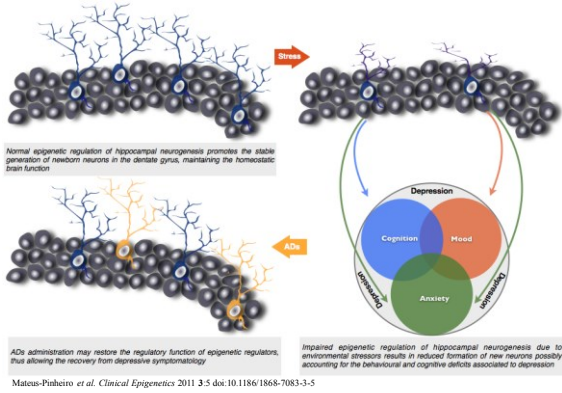 Stress
Normal epigenetic regulation of hippocampal neurogenesis promotes the stable
generation of newborn neurons in the dentate gyrus, maintaining the homeostatic
brain function
Depression
Cognition
Mood
Anxiety
Depression
Depression
ADs
ADs administration may restore the regulatory function of epigenetic regulators,
thus allowing the recovery from depressive symptomatology
Impaired epigenetic regulation of hippocampal neurogenesis due to
environmental stressors results in reduced formation of new neurons possibly
accounting for the behavioural and cognitive deficits associated to depression
Mateus-Pinheiro et al. Clinical Epigenetics 2011 3:5 doi:10.1186/1868-7083-3-5